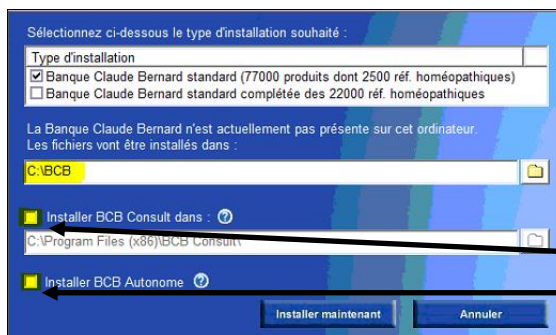 Sélectionnez ci-dessous le type d'installation souhaité :
Type d'installation
Banque Claude Bernard standard (77000 produits dont 2500 réf. homéopathiques)
Banque Claude Bernard standard complétée des 22000 réf. homéopathiques
La Banque Claude Bernard n'est actuellement pas présente sur cet ordinateur.
Les fichiers vont être installés dans :
C:\BCB
Installer BCB Consult dans :
C:\Program Files (x86)\BCB Consult\
Installer BCB Autonome
Installer maintenant Annuler